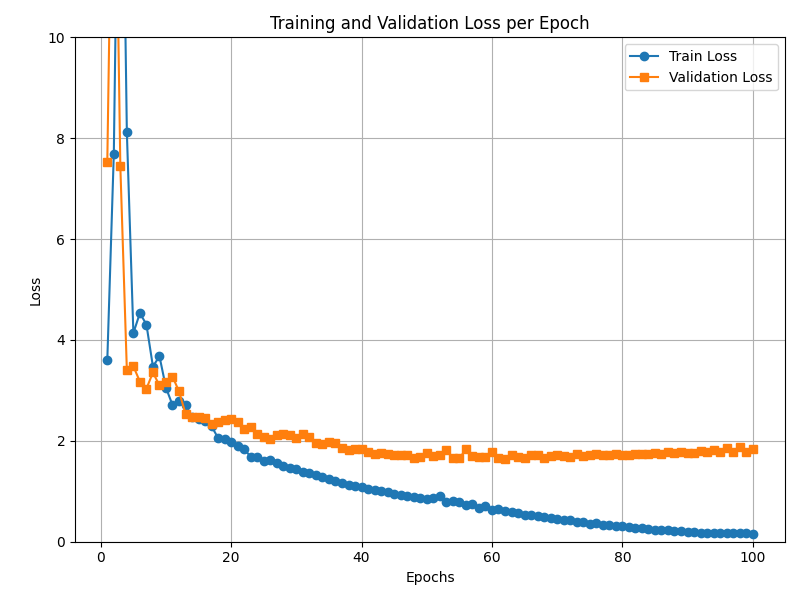 Training and Validation Loss per Epoch
Train Loss
Validation Loss
10
8
6
4
2
0
Loss
0 20 40 60 80 100
Epochs